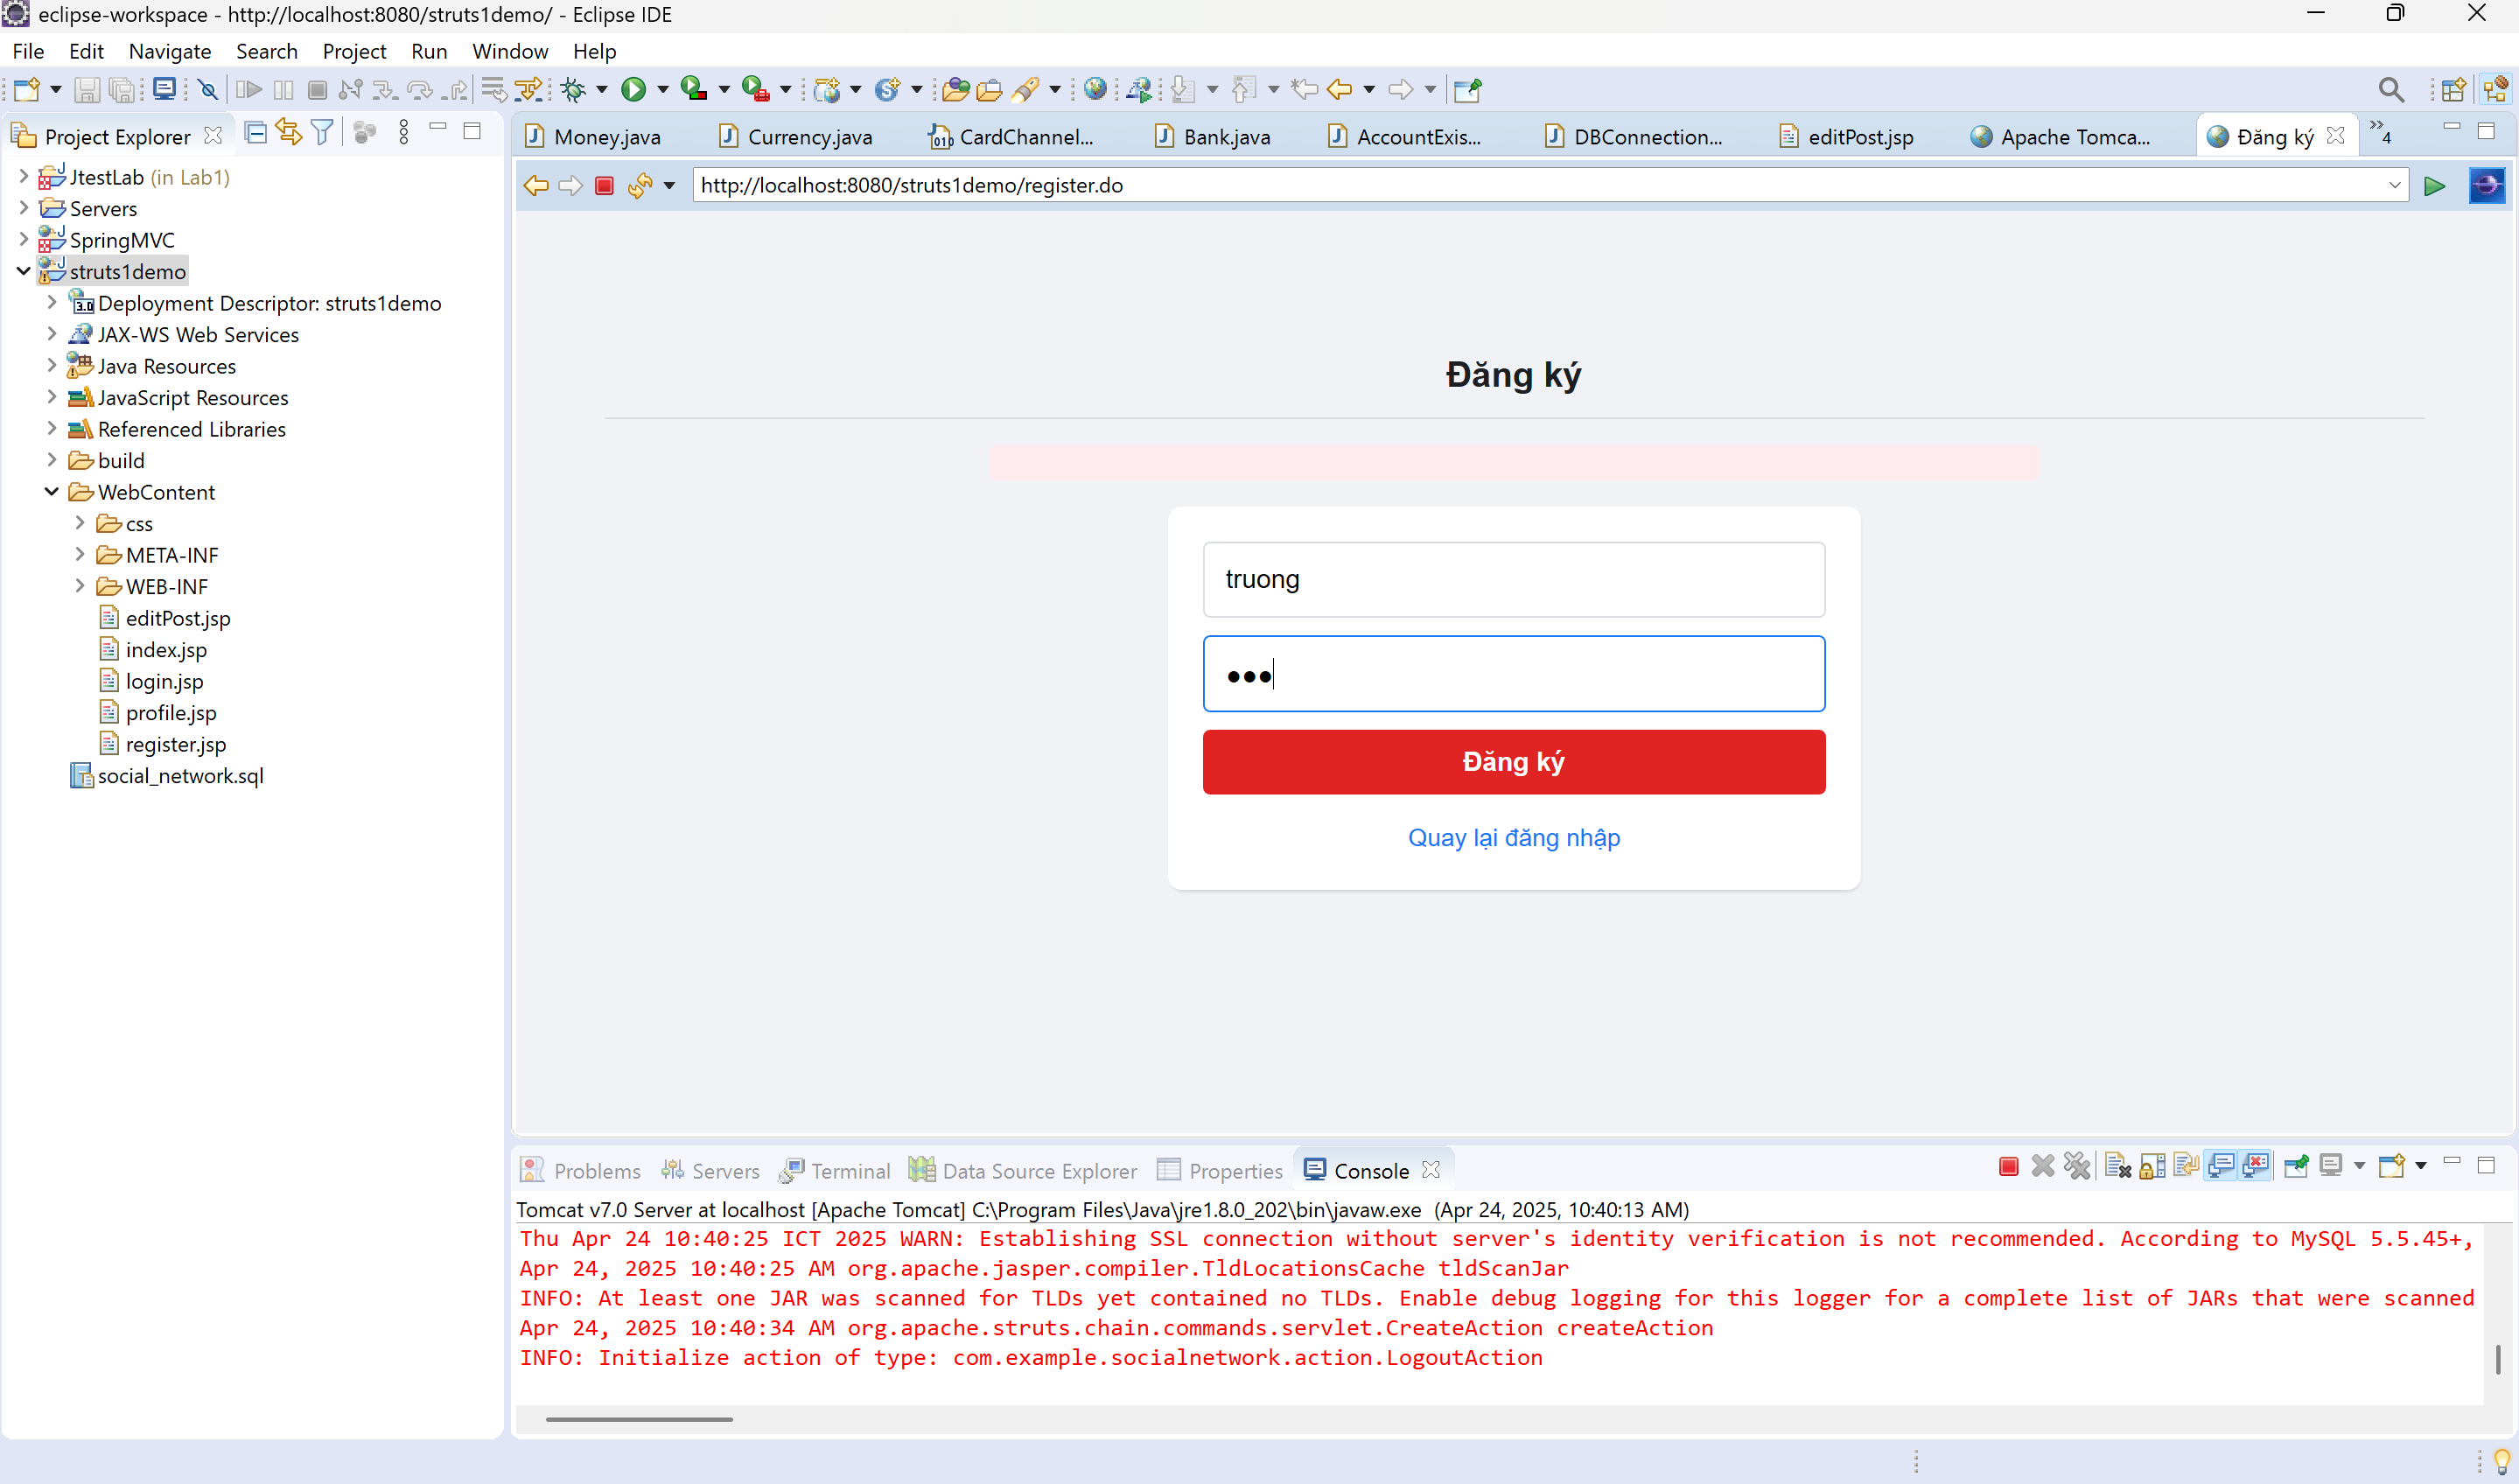 eclipse-workspace - http://localhost:8080/struts1demo/ - Eclipse IDE
File Edit Navigate Search Project Run Window Help
Project Explorer
Money.java Currency.java CardChannel... Bank.java AccountExis... DBConnection... editPost.jsp Apache Tomca... Đăng ký »4
http://localhost:8080/struts1demo/register.do
JtestLab (in Lab1)
Servers
SpringMVC
struts1demo
Deployment Descriptor: struts1demo
JAX-WS Web Services
Java Resources
JavaScript Resources
Referenced Libraries
build
WebContent
css
META-INF
WEB-INF
editPost.jsp
index.jsp
login.jsp
profile.jsp
register.jsp
social_network.sql
Đăng ký
truong
•••
Đăng ký
Quay lại đăng nhập
Problems Servers Terminal Data Source Explorer Properties Console
Tomcat v7.0 Server at localhost [Apache Tomcat] C:\Program Files\Java\jre1.8.0_202\bin\javaw.exe (Apr 24, 2025, 10:40:13 AM)
Thu Apr 24 10:40:25 ICT 2025 WARN: Establishing SSL connection without server's identity verification is not recommended. According to MySQL 5.5.45+,
Apr 24, 2025 10:40:25 AM org.apache.jasper.compiler.TldLocationsCache tldScanJar
INFO: At least one JAR was scanned for TLDs yet contained no TLDs. Enable debug logging for this logger for a complete list of JARs that were scanned
Apr 24, 2025 10:40:34 AM org.apache.struts.chain.commands.servlet.CreateAction createAction
INFO: Initialize action of type: com.example.socialnetwork.action.LogoutAction